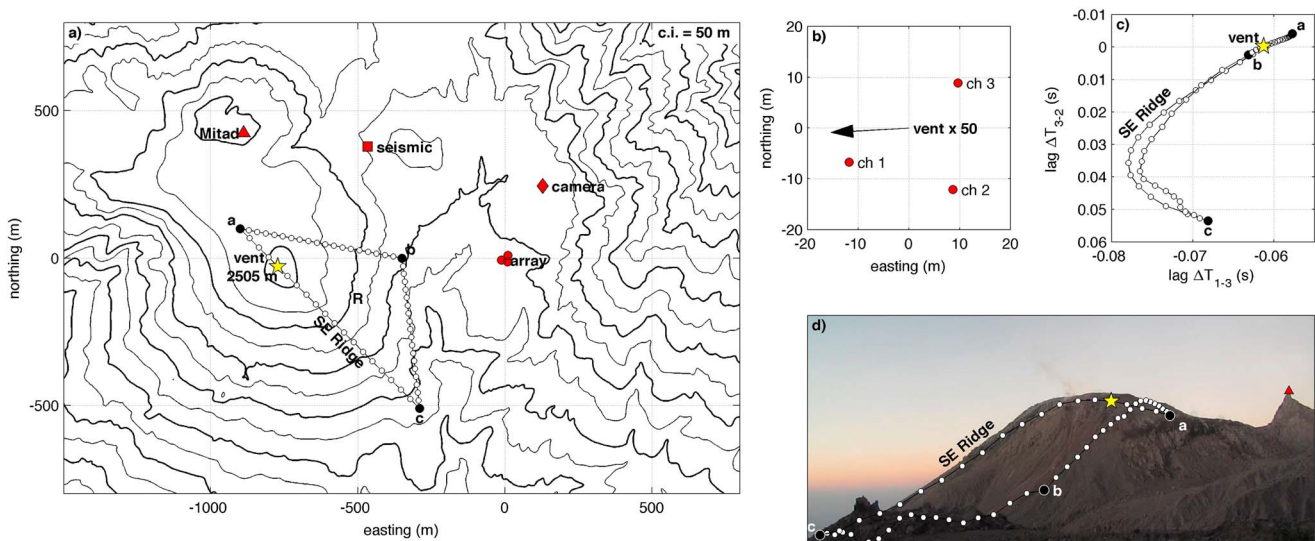 a)
c.i. = 50 m
500
0
-500
-1000
-500
0
500
northing (m)
easting (m)
Mitad
seismic
camera
a
b
array
vent
2505 m
R
SE Ridge
c
b)
20
10
0
-10
-20
-20
-10
0
10
20
northing (m)
easting (m)
ch 3
vent x 50
ch 1
ch 2
c)
-0.01
0
0.01
0.02
0.03
0.04
0.05
0.06
-0.08
-0.07
-0.06
lag ΔT3-2 (s)
lag ΔT1-3 (s)
a
vent
b
SE Ridge
c
d)
SE Ridge
a
b
c